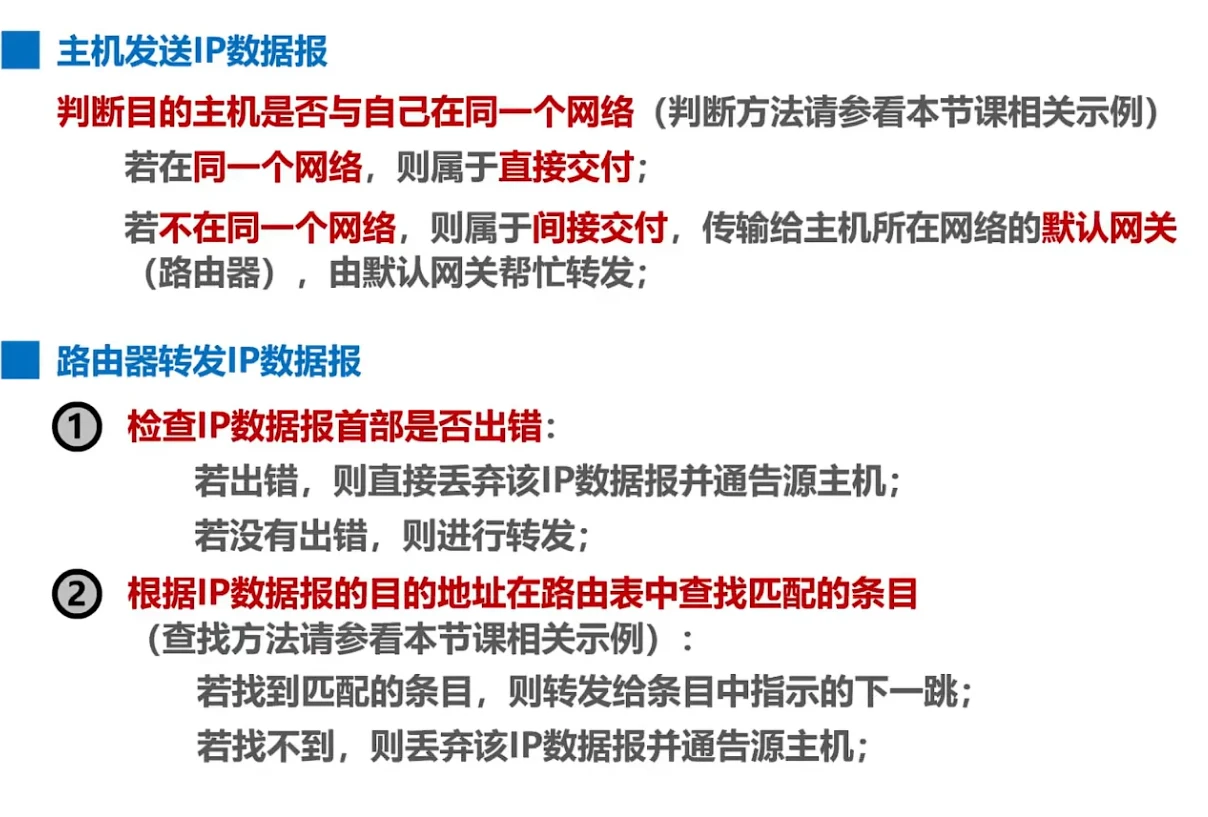 主机发送IP数据报
判断目的主机是否与自己在同一个网络（判断方法请参看本节课相关示例）
若在同一个网络，则属于直接交付；
若不在同一个网络，则属于间接交付，传输给主机所在网络的默认网关
（路由器），由默认网关帮忙转发；
路由器转发IP数据报
① 检查IP数据报首部是否出错：
若出错，则直接丢弃该IP数据报并通告源主机；
若没有出错，则进行转发；
② 根据IP数据报的目的地址在路由表中查找匹配的条目
（查找方法请参看本节课相关示例）：
若找到匹配的条目，则转发给条目中指示的下一跳；
若找不到，则丢弃该IP数据报并通告源主机；